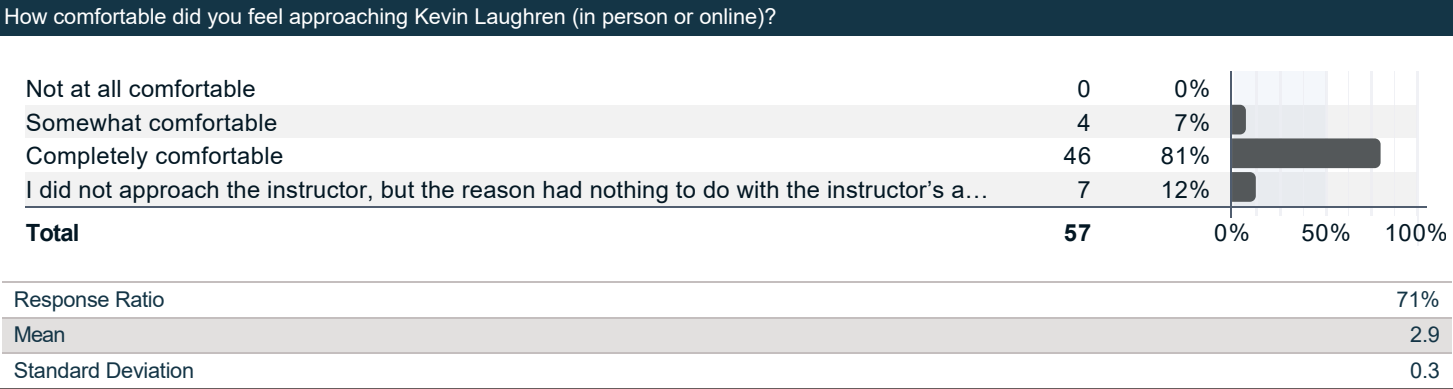 How comfortable did you feel approaching Kevin Laughren (in person or online)?
Not at all comfortable 0 0%
Somewhat comfortable 4 7%
Completely comfortable 46 81%
I did not approach the instructor, but the reason had nothing to do with the instructor’s a… 7 12%
Total 57 0% 50% 100%
Response Ratio 71%
Mean 2.9
Standard Deviation 0.3